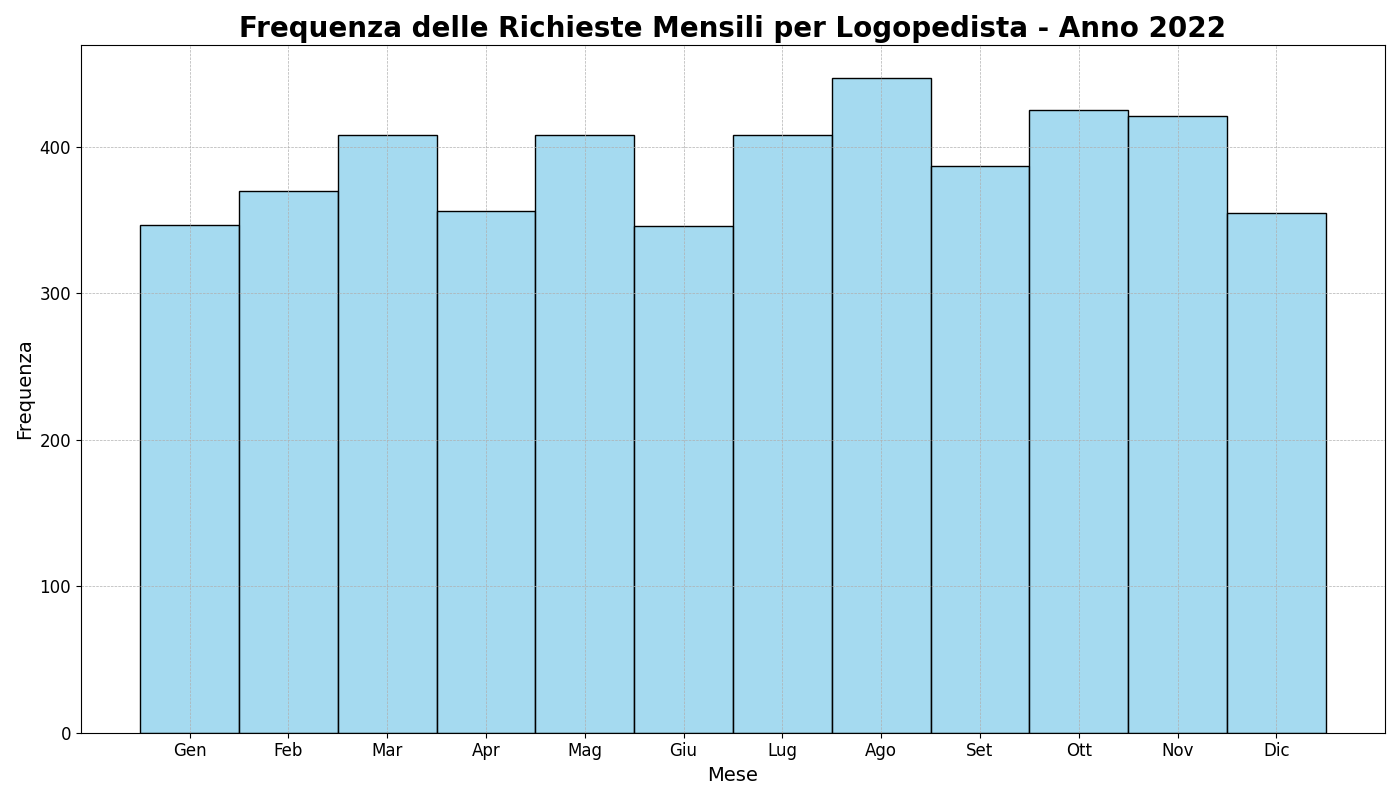 Frequenza delle Richieste Mensili per Logopedista - Anno 2022
Frequenza
400
300
200
100
0
Gen Feb Mar Apr Mag Giu Lug Ago Set Ott Nov Dic
Mese